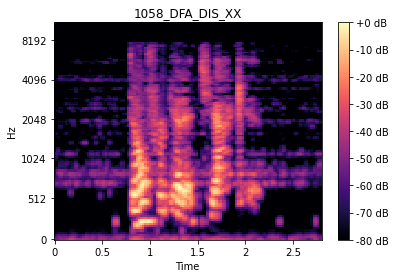 1058_DFA_DIS_XX
+0 dB
8192
-10 dB
4096
-20 dB
-30 dB
2048
Hz
-40 dB
1024
-50 dB
512
-60 dB
-70 dB
0
-80 dB
0 0.5 1 1.5 2 2.5
Time